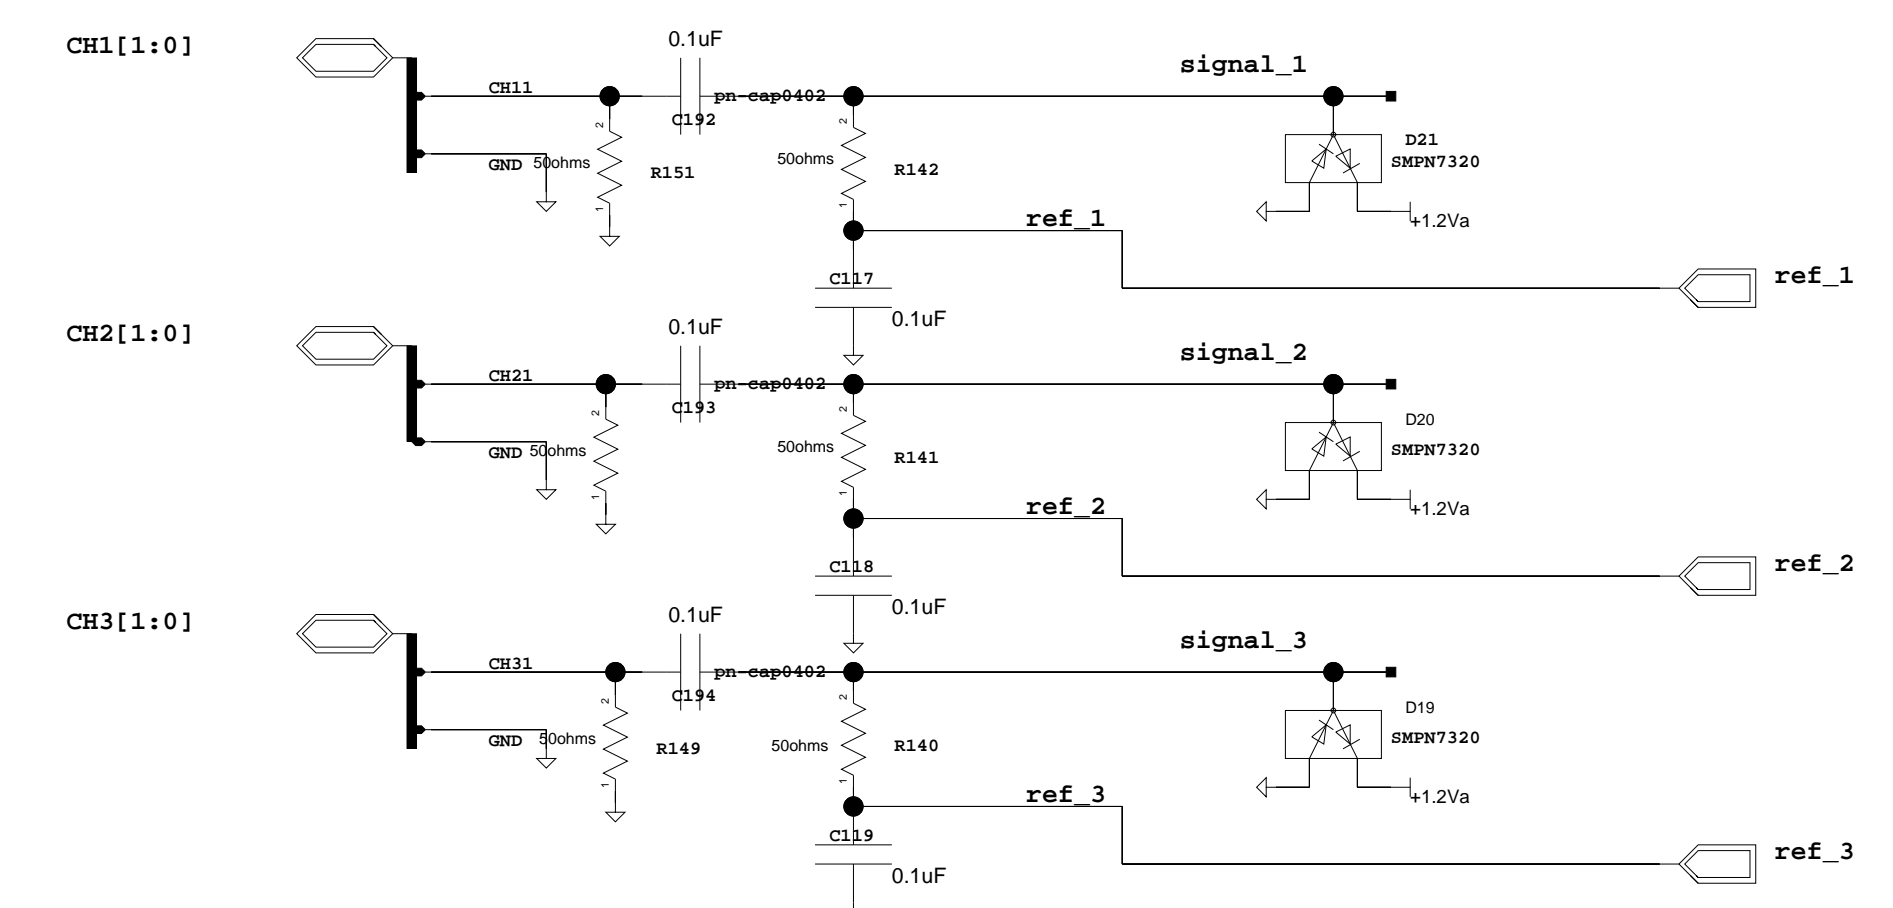 CH1[1:0]
0.1uF
signal_1
CH11
pn-cap0402
C192
2
2
D21
GND
50ohms
R151
50ohms
R142
SMPN7320
1
1
ref_1
+1.2Va
C117
ref_1
0.1uF
CH2[1:0]
0.1uF
signal_2
CH21
pn-cap0402
C193
2
2
D20
GND
50ohms
50ohms
R141
SMPN7320
1
1
ref_2
+1.2Va
C118
ref_2
0.1uF
CH3[1:0]
0.1uF
signal_3
CH31
pn-cap0402
C194
2
2
D19
GND
50ohms
R149
50ohms
R140
SMPN7320
1
1
ref_3
+1.2Va
C119
ref_3
0.1uF